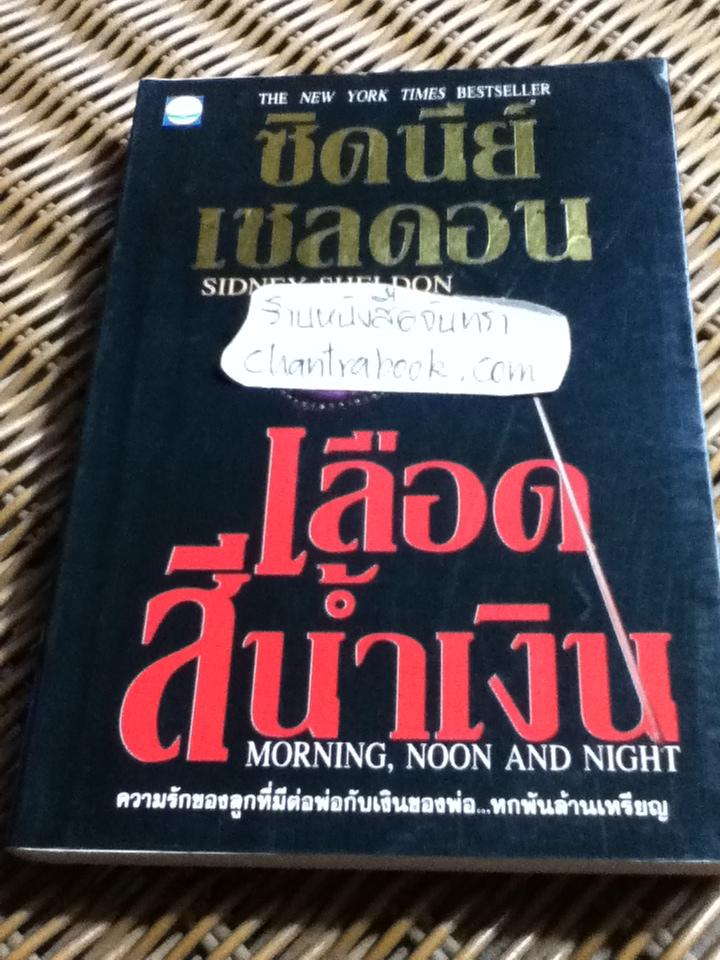 THE NEW YORK TIMES BESTSELLER
ซิดนีย์
เชลดอน
SIDNEY SHELDON
ร้านหนังสือจันทรา
chantrabook.com
เลือด
สีน้ำเงิน
MORNING, NOON AND NIGHT
ความรักของลูกที่มีต่อพ่อกับเงินของพ่อ...หกพันล้านเหรียญ